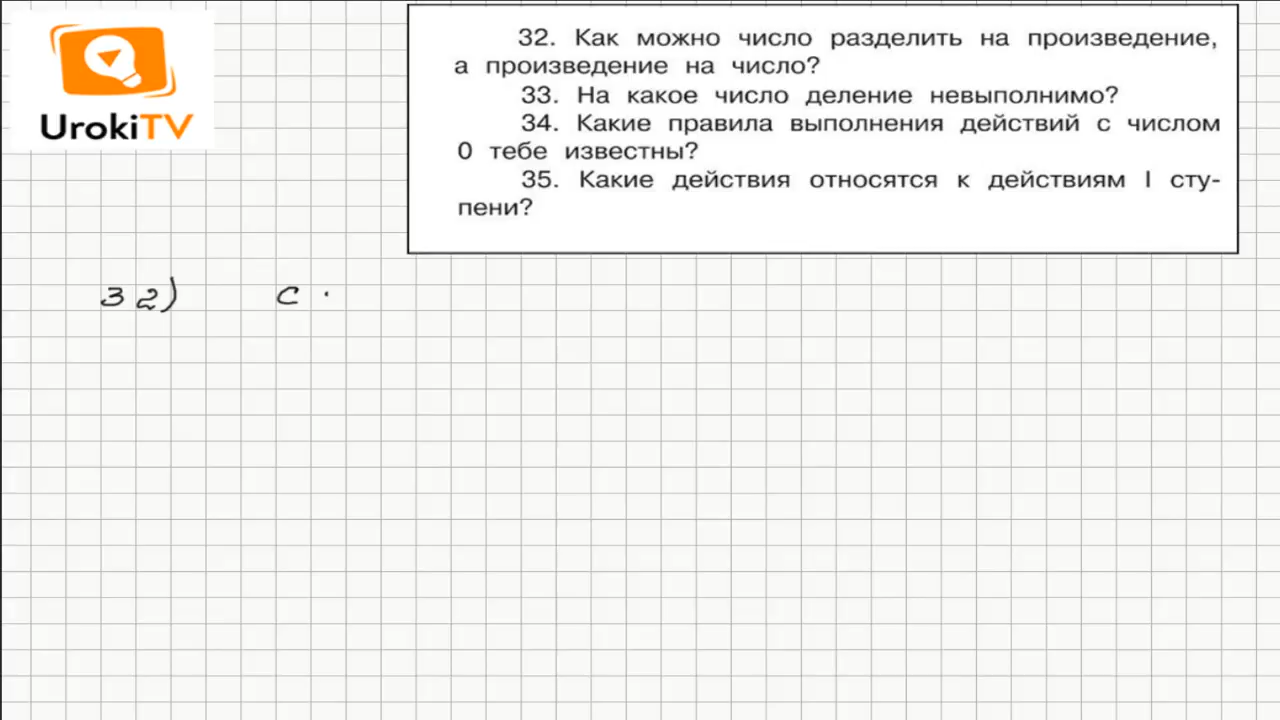 UrokiTV
32. Как можно число разделить на произведение,
а произведение на число?
33. На какое число деление невыполнимо?
34. Какие правила выполнения действий с числом
0 тебе известны?
35. Какие действия относятся к действиям I сту-
пени?
32) c ·